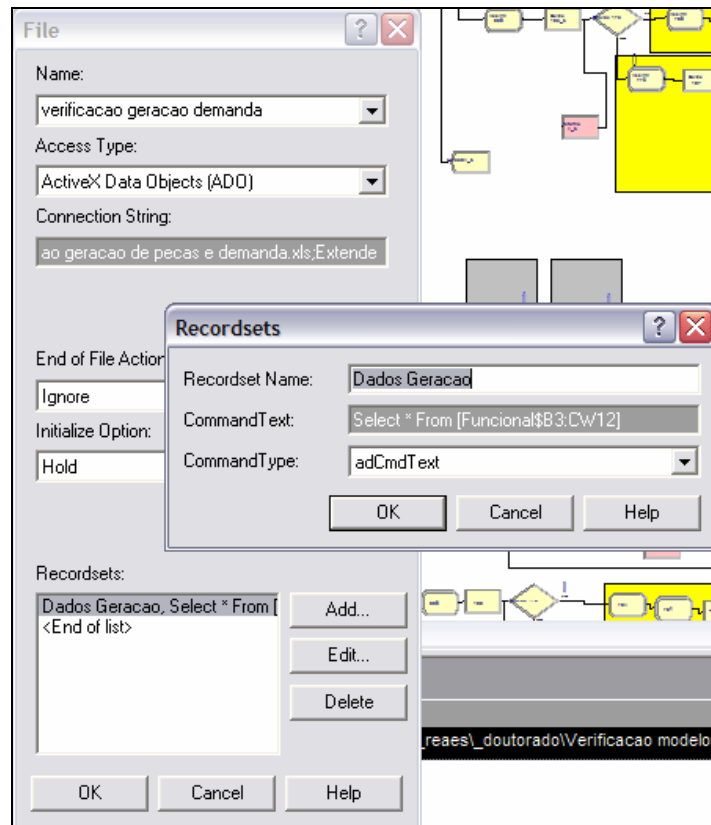 File
Name:
verificacao geracao demanda
Access Type:
ActiveX Data Objects (ADO)
Connection String:
ao geracao de pecas e demanda.xls;Extende
Recordsets
End of File Action
Recordset Name:
Dados Geracao
Ignore
CommandText:
Select * From [Funcional$B3:CW12]
Initialize Option:
CommandType:
adCmdText
Hold
OK
Cancel
Help
Recordsets:
Dados Geracao, Select * From [
<End of list>
Add...
Edit...
Delete
_reaes\_doutorado\Verificacao modelo
OK
Cancel
Help